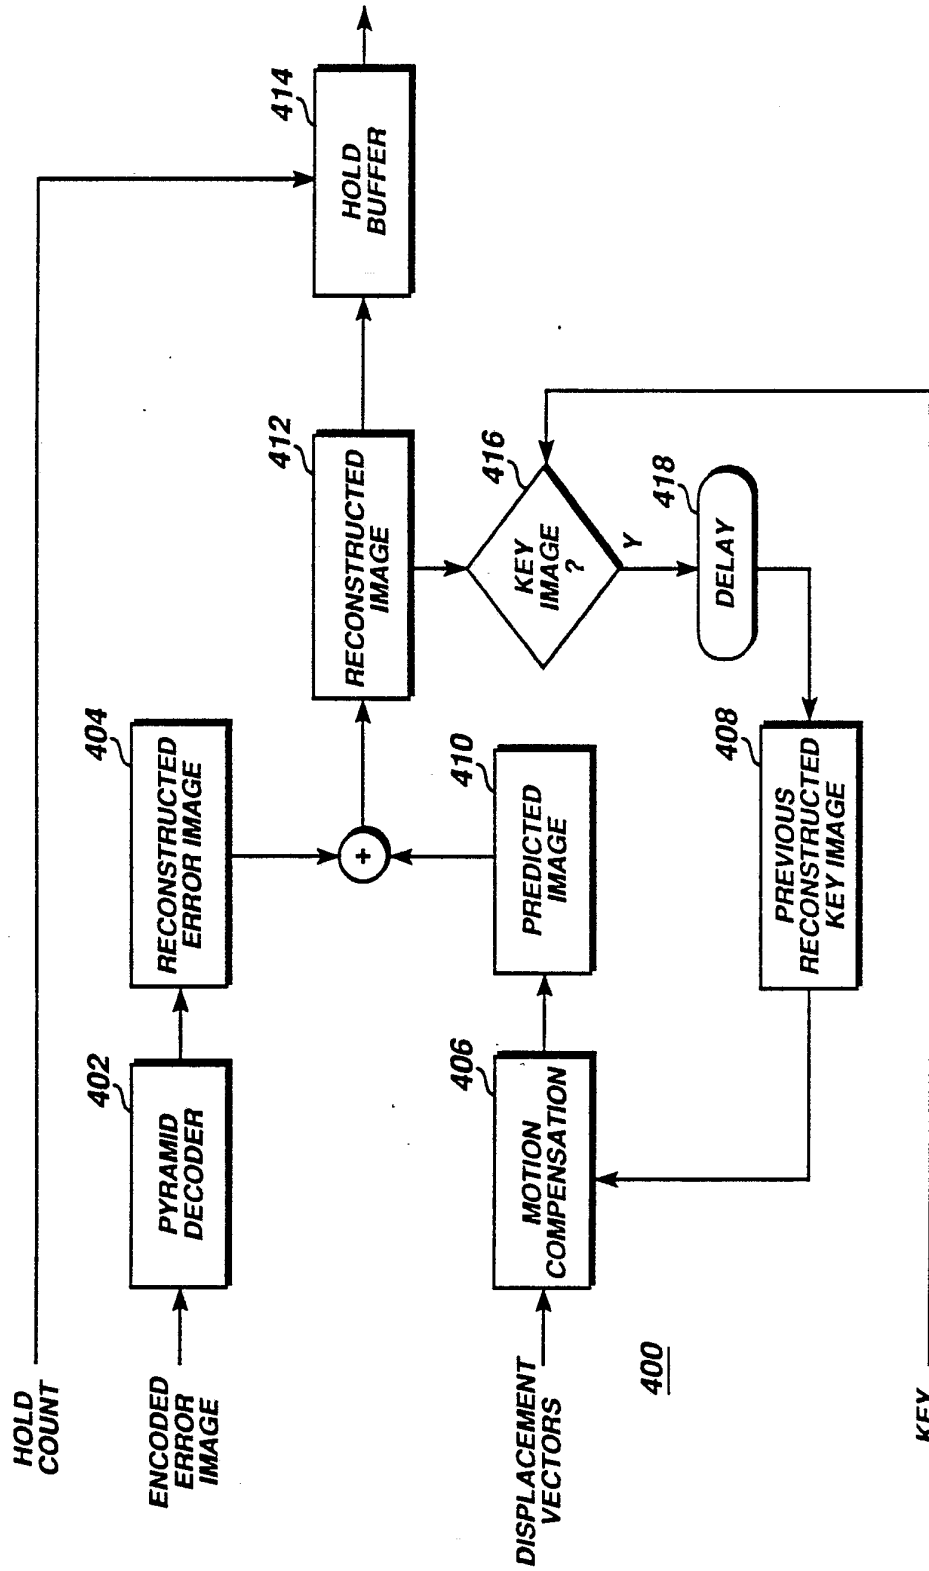 HOLD
COUNT
ENCODED
ERROR
IMAGE
402
PYRAMID
DECODER
404
RECONSTRUCTED
ERROR IMAGE
+
412
RECONSTRUCTED
IMAGE
414
HOLD
BUFFER
DISPLACEMENT
VECTORS
406
MOTION
COMPENSATION
410
PREDICTED
IMAGE
416
KEY
IMAGE
?
Y
418
DELAY
408
PREVIOUS
RECONSTRUCTED
KEY IMAGE
400
KEY